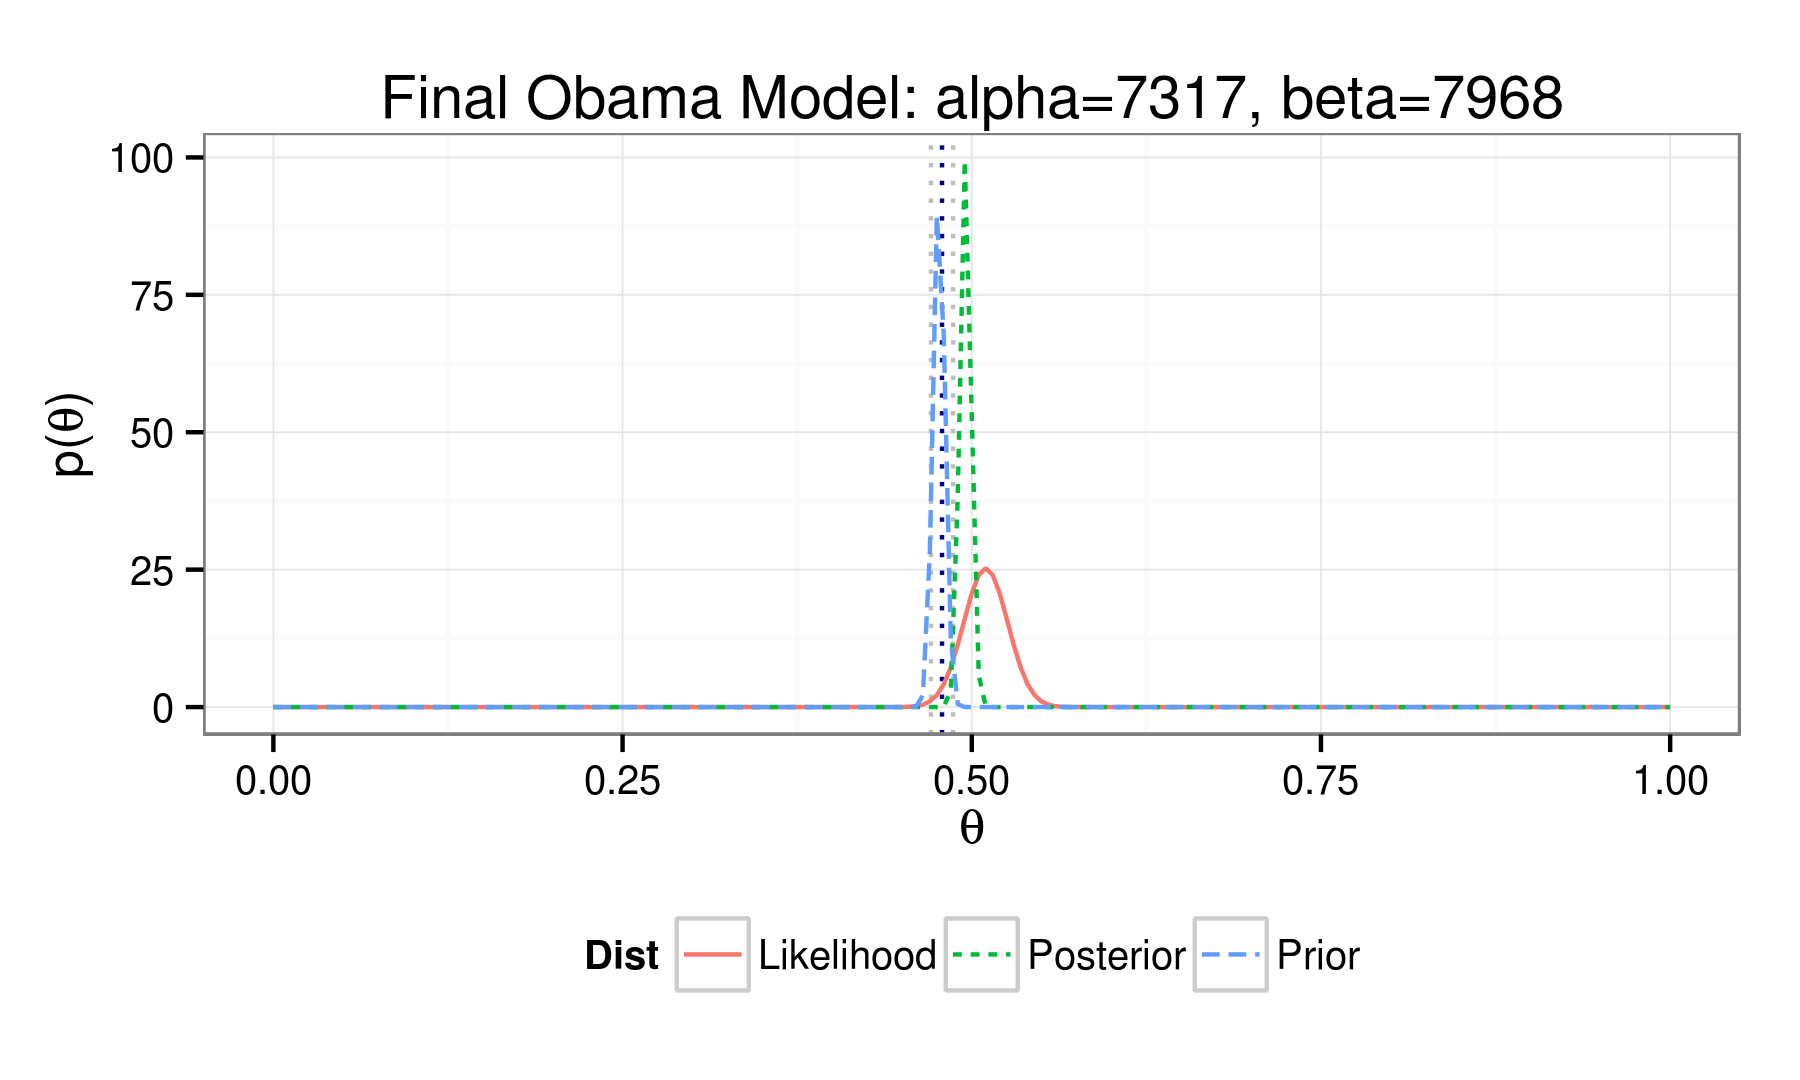 Final Obama Model: alpha=7317, beta=7968
100
75
50
25
0
p(θ)
0.00 0.25 0.50 0.75 1.00
θ
Dist Likelihood Posterior Prior